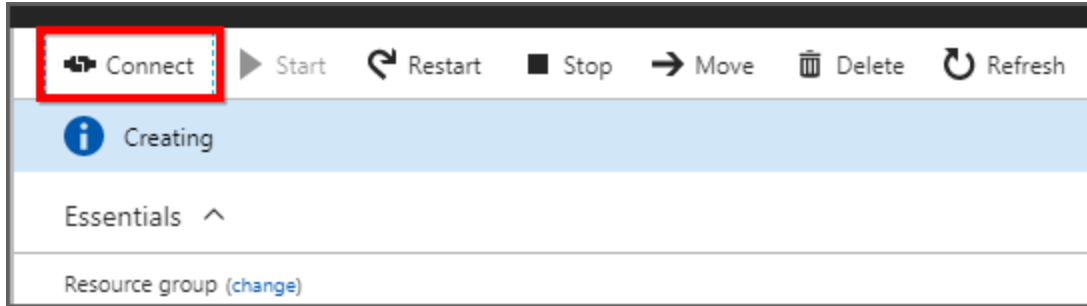 Connect Start Restart Stop Move Delete Refresh
Creating
Essentials
Resource group (change)